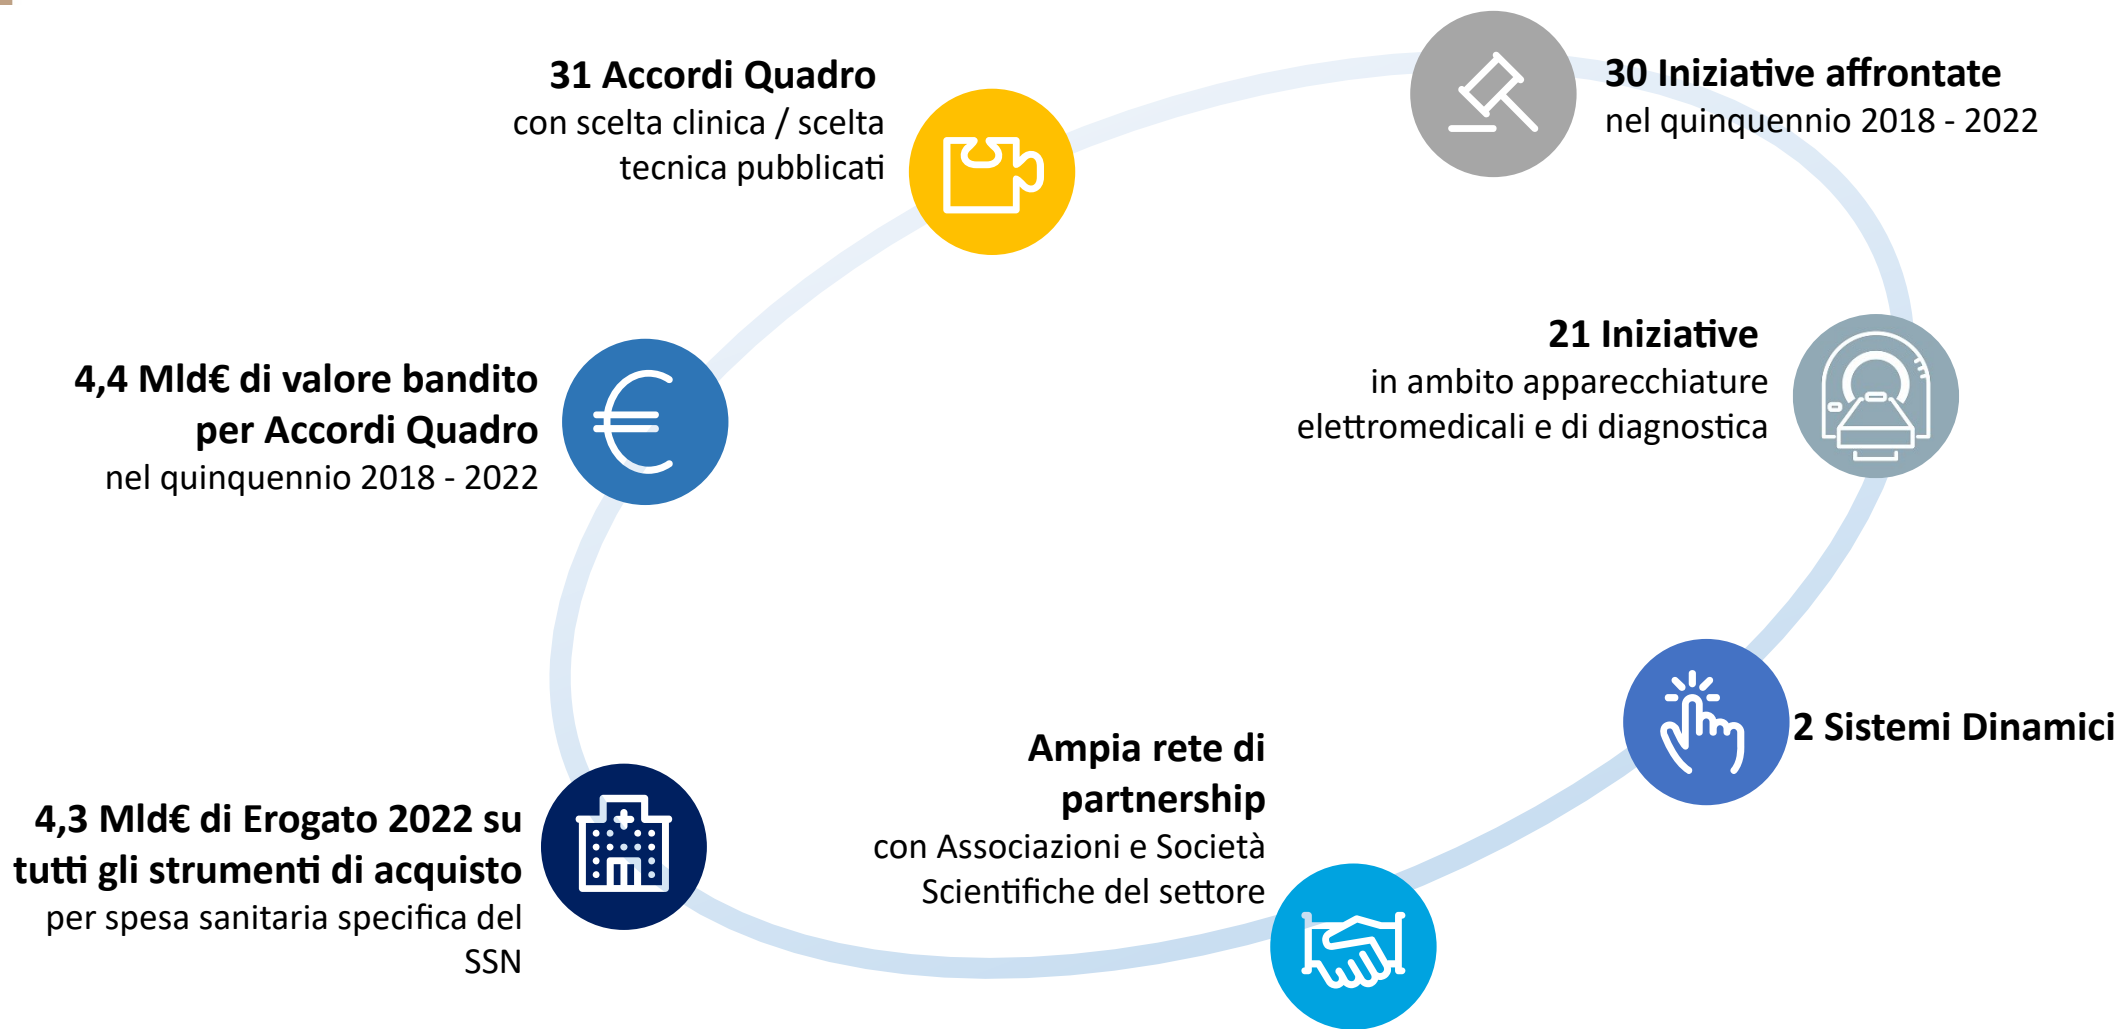 31 Accordi Quadro
con scelta clinica / scelta
tecnica pubblicati
30 Iniziative affrontate
nel quinquennio 2018 - 2022
4,4 Mld€ di valore bandito
per Accordi Quadro
nel quinquennio 2018 - 2022
21 Iniziative
in ambito apparecchiature
elettromedicali e di diagnostica
2 Sistemi Dinamici
Ampia rete di
partnership
con Associazioni e Società
Scientifiche del settore
4,3 Mld€ di Erogato 2022 su
tutti gli strumenti di acquisto
per spesa sanitaria specifica del
SSN